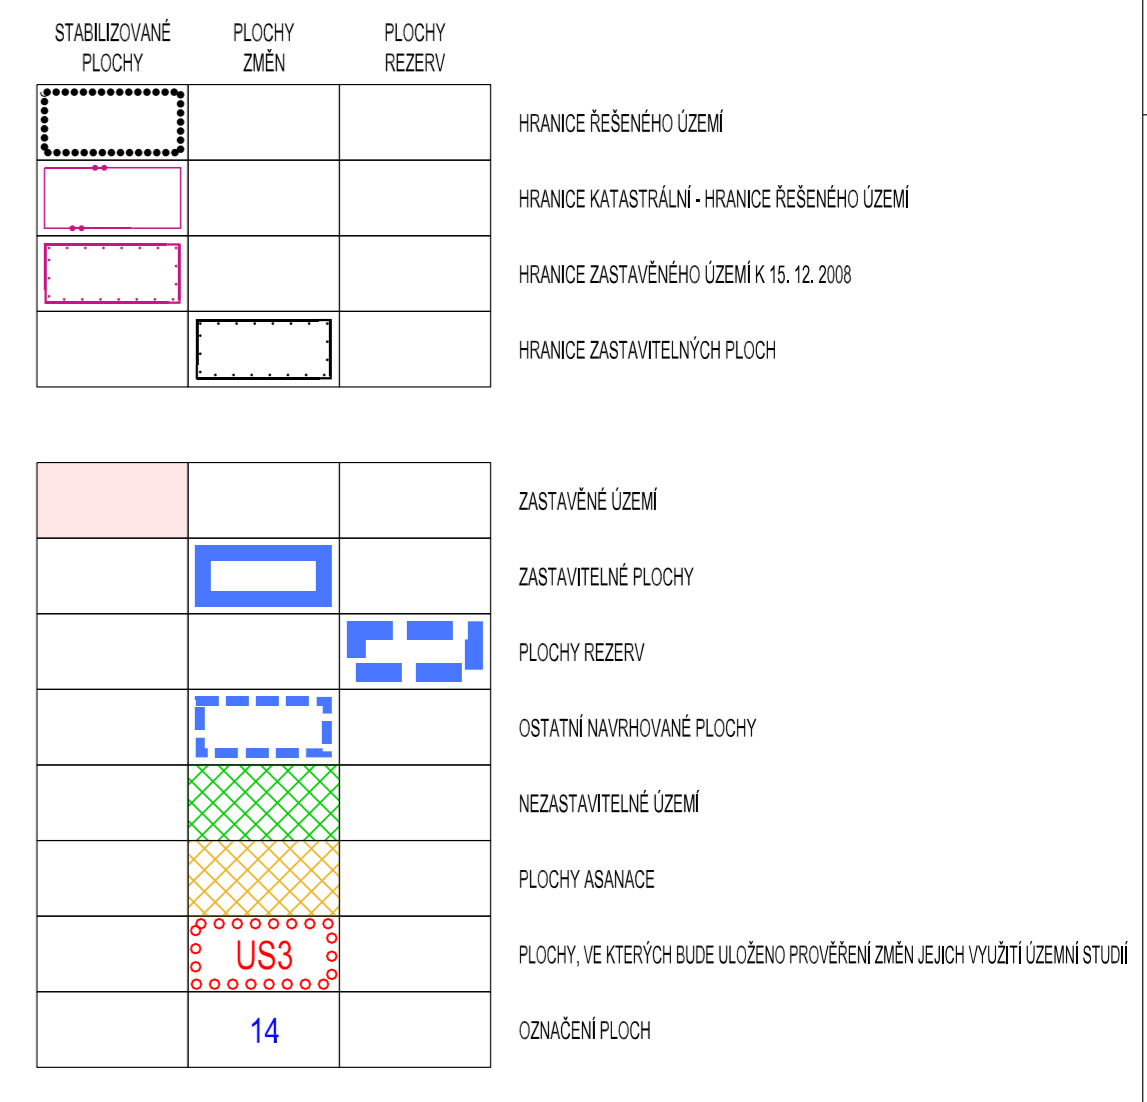 STABILIZOVANÉ PLOCHY
PLOCHY ZMĚN
PLOCHY REZERV
HRANICE ŘEŠENÉHO ÚZEMÍ
HRANICE KATASTRÁLNÍ - HRANICE ŘEŠENÉHO ÚZEMÍ
HRANICE ZASTAVĚNÉHO ÚZEMÍ K 15. 12. 2008
HRANICE ZASTAVITELNÝCH PLOCH
ZASTAVĚNÉ ÚZEMÍ
ZASTAVITELNÉ PLOCHY
PLOCHY REZERV
OSTATNÍ NAVRHOVANÉ PLOCHY
NEZASTAVITELNÉ ÚZEMÍ
PLOCHY ASANACE
US3 PLOCHY, VE KTERÝCH BUDE ULOŽENO PROVĚŘENÍ ZMĚN JEJICH VYUŽITÍ ÚZEMNÍ STUDIÍ
14 OZNAČENÍ PLOCH